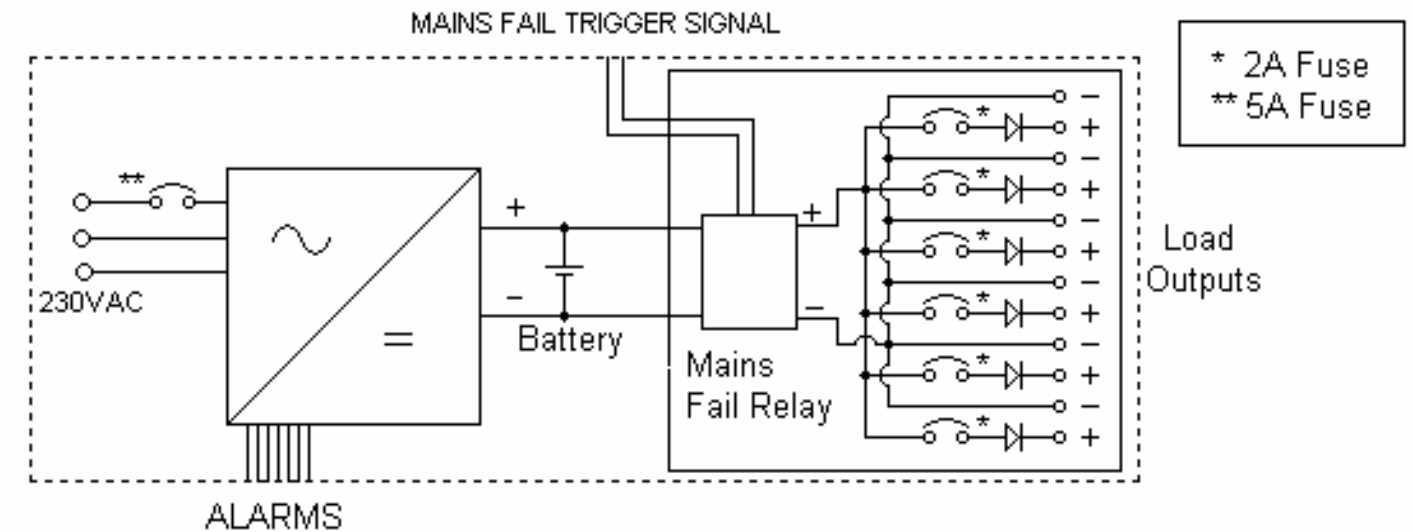 MAINS FAIL TRIGGER SIGNAL
* 2A Fuse
** 5A Fuse
**
230VAC
+
−
Battery
ALARMS
Mains
Fail Relay
+
−
−
* +
−
* +
−
* +
−
* +
−
* +
−
* +
Load
Outputs